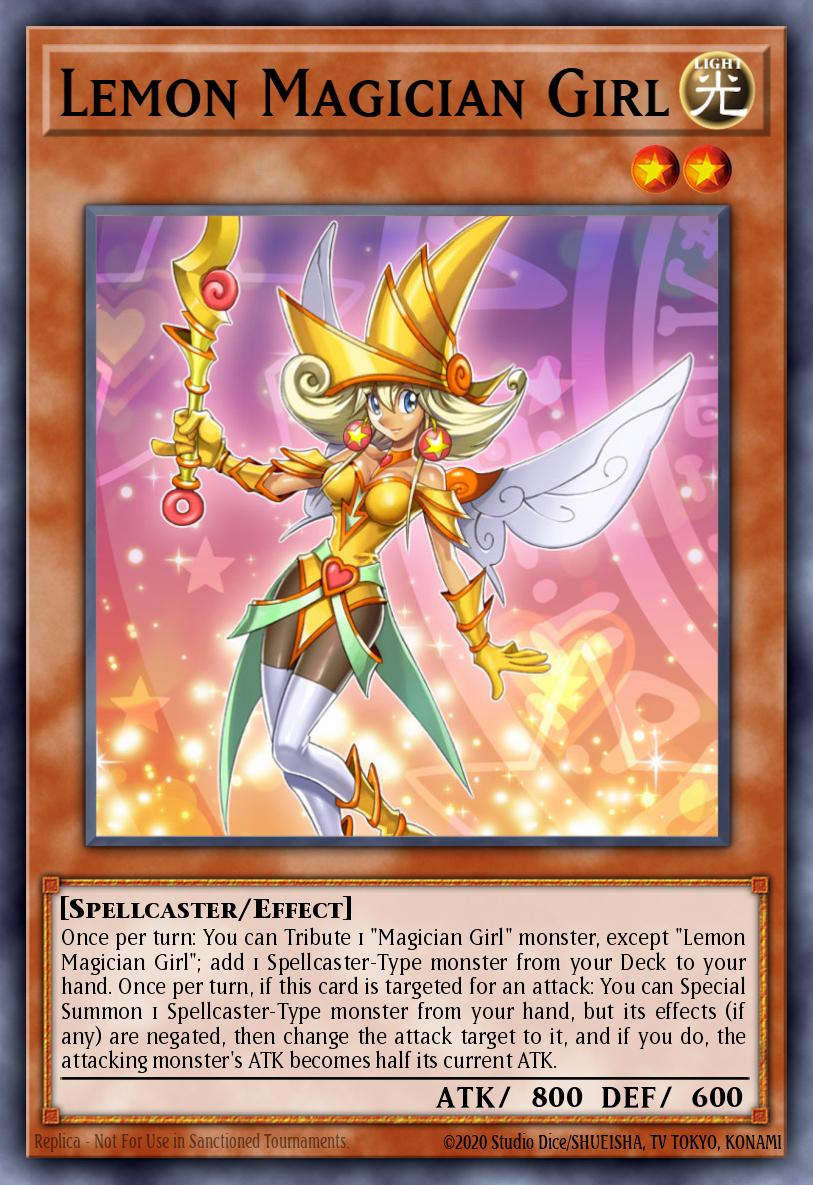 Lemon Magician Girl
LIGHT
光
[Spellcaster/Effect]
Once per turn: You can Tribute 1 "Magician Girl" monster, except "Lemon
Magician Girl"; add 1 Spellcaster-Type monster from your Deck to your
hand. Once per turn, if this card is targeted for an attack: You can Special
Summon 1 Spellcaster-Type monster from your hand, but its effects (if
any) are negated, then change the attack target to it, and if you do, the
attacking monster's ATK becomes half its current ATK.
ATK/ 800 DEF/ 600
Replica - Not For Use in Sanctioned Tournaments.
©2020 Studio Dice/SHUEISHA, TV TOKYO, KONAMI